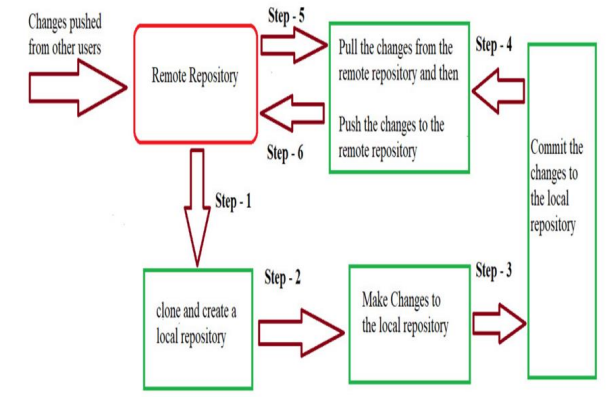 Changes pushed
from other users
Remote Repository
Step - 5
Pull the changes from the
remote repository and then
Push the changes to the
remote repository
Step - 4
Step - 6
Commit the
changes to
the local
repository
Step - 1
clone and create a
local repository
Step - 2
Make Changes to
the local repository
Step - 3